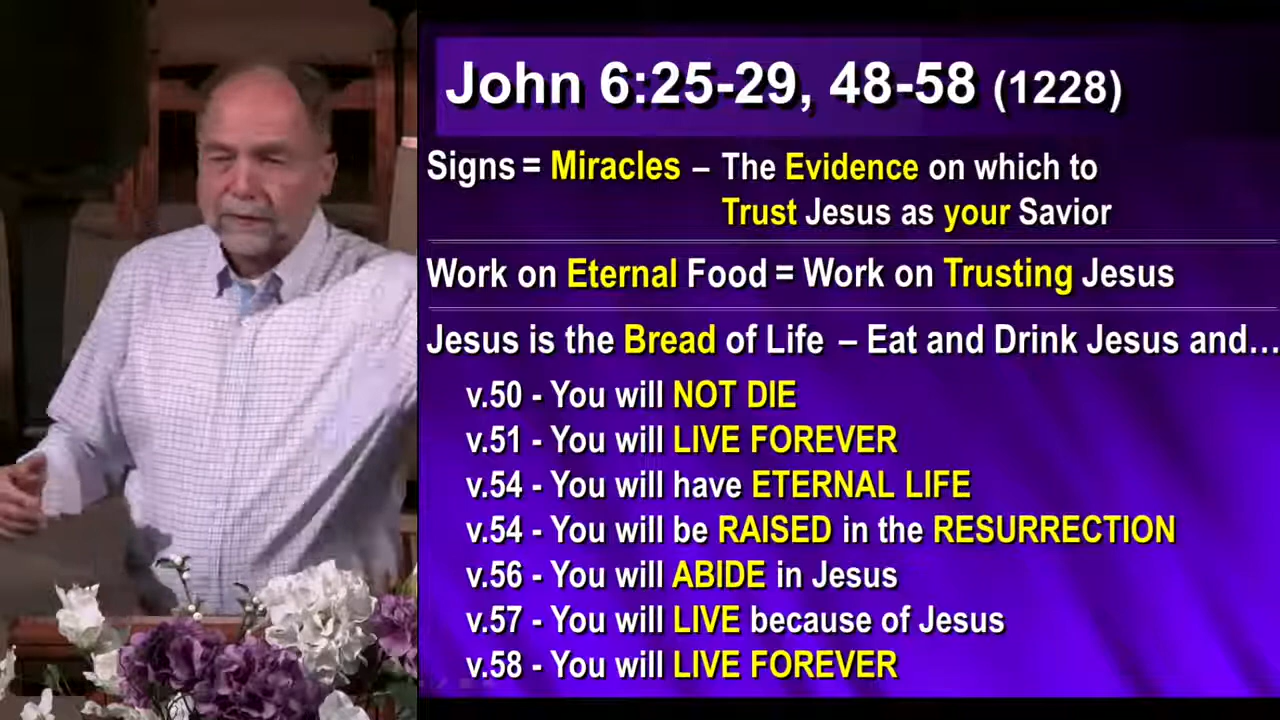 John 6:25-29, 48-58 (1228)
Signs = Miracles – The Evidence on which to
Trust Jesus as your Savior
Work on Eternal Food = Work on Trusting Jesus
Jesus is the Bread of Life – Eat and Drink Jesus and...
v.50 - You will NOT DIE
v.51 - You will LIVE FOREVER
v.54 - You will have ETERNAL LIFE
v.54 - You will be RAISED in the RESURRECTION
v.56 - You will ABIDE in Jesus
v.57 - You will LIVE because of Jesus
v.58 - You will LIVE FOREVER